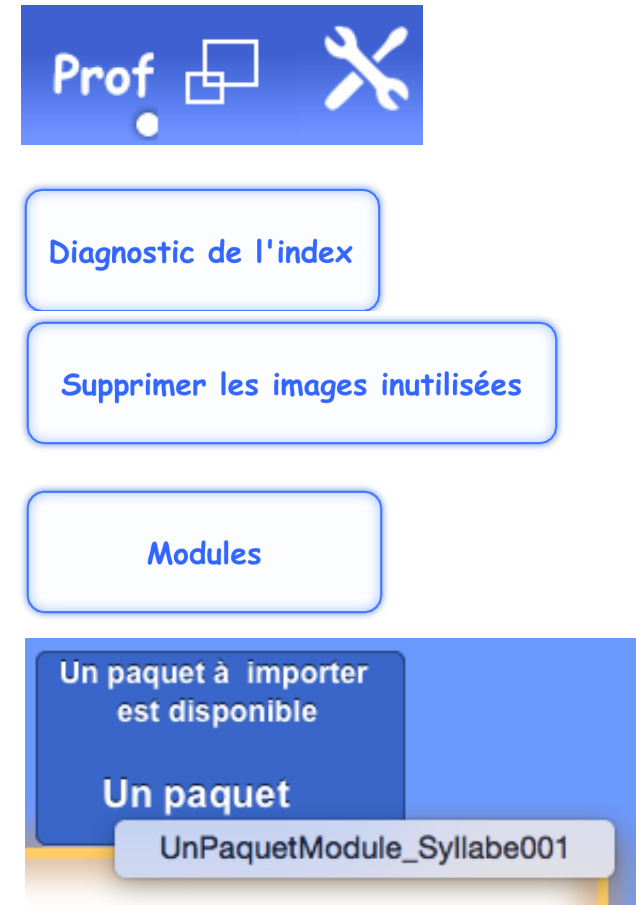 Prof
Diagnostic de l'index
Supprimer les images inutilisées
Modules
Un paquet à importer
est disponible
Un paquet
UnPaquetModule_Syllabe001